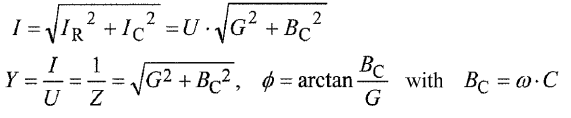 I = √(I_R² + I_C²) = U · √(G² + B_C²)
Y = I/U = 1/Z = √(G² + B_C²), ϕ = arctan B_C/G with B_C = ω · C